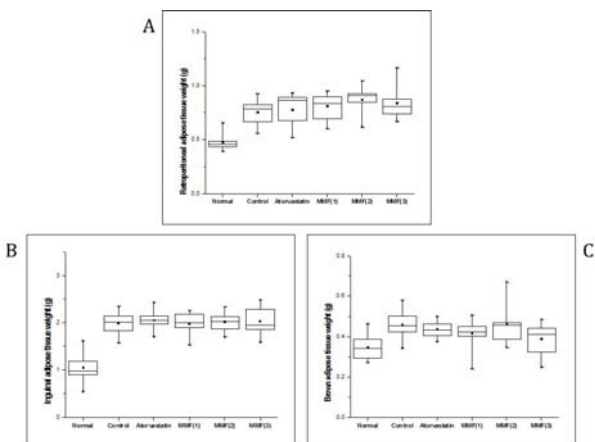 A
Retroperitoneal adipose tissue weight (g)
1.5
1.0
0.5
0.0
Normal Control Atorvastatin MMF(1) MMF(2) MMF(3)
B
Inguinal adipose tissue weight (g)
3
2
1
0
Normal Control Atorvastatin MMF(1) MMF(2) MMF(3)
C
Brown adipose tissue weight (g)
0.8
0.6
0.4
0.2
0.0
Normal Control Atorvastatin MMF(1) MMF(2) MMF(3)